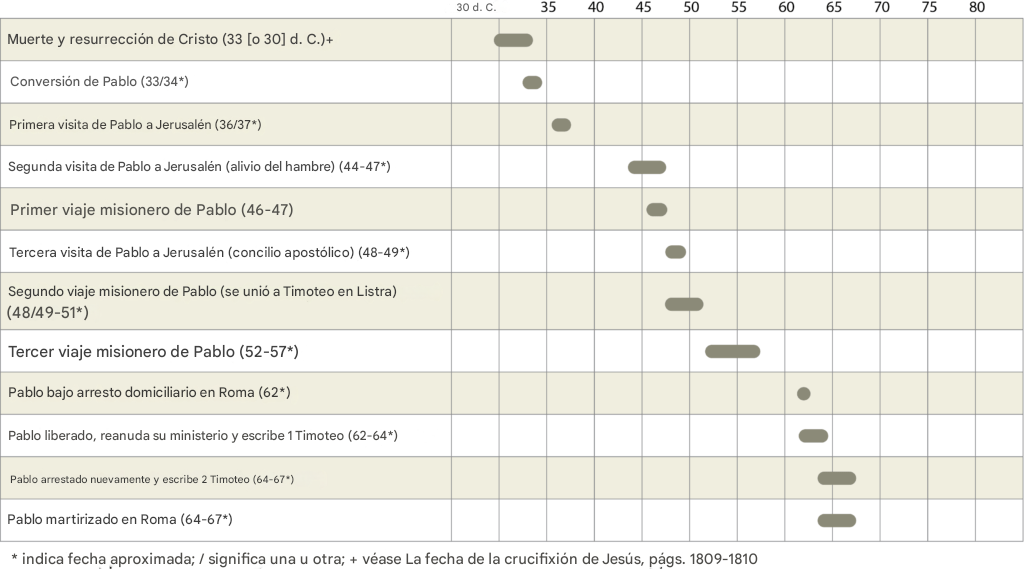 30 d. C. 35 40 45 50 55 60 65 70 75 80
Muerte y resurrección de Cristo (33 [o 30] d. C.)+
Conversión de Pablo (33/34*)
Primera visita de Pablo a Jerusalén (36/37*)
Segunda visita de Pablo a Jerusalén (alivio del hambre) (44-47*)
Primer viaje misionero de Pablo (46-47)
Tercera visita de Pablo a Jerusalén (concilio apostólico) (48-49*)
Segundo viaje misionero de Pablo (se unió a Timoteo en Listra)
(48/49-51*)
Tercer viaje misionero de Pablo (52-57*)
Pablo bajo arresto domiciliario en Roma (62*)
Pablo liberado, reanuda su ministerio y escribe 1 Timoteo (62-64*)
Pablo arrestado nuevamente y escribe 2 Timoteo (64-67*)
Pablo martirizado en Roma (64-67*)
* indica fecha aproximada; / significa una u otra; + véase La fecha de la crucifixión de Jesús, págs. 1809-1810